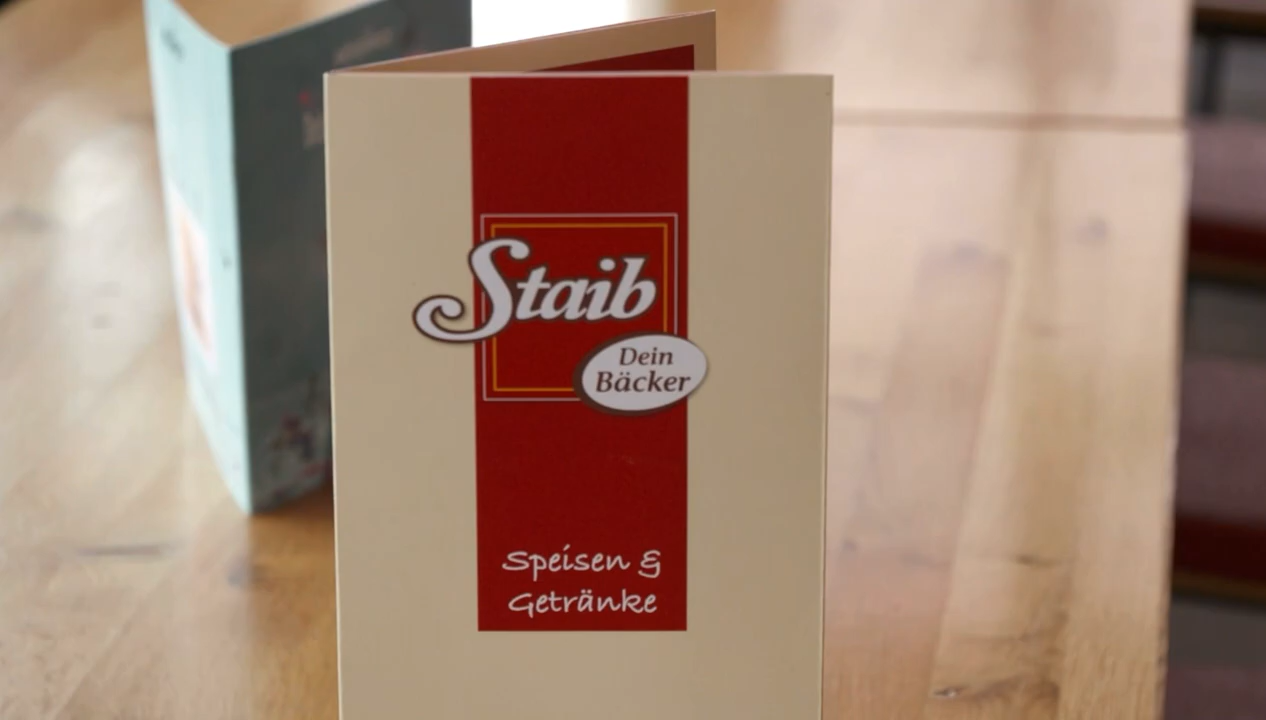 Staib
Dein
Bäcker
Speisen &
Getränke